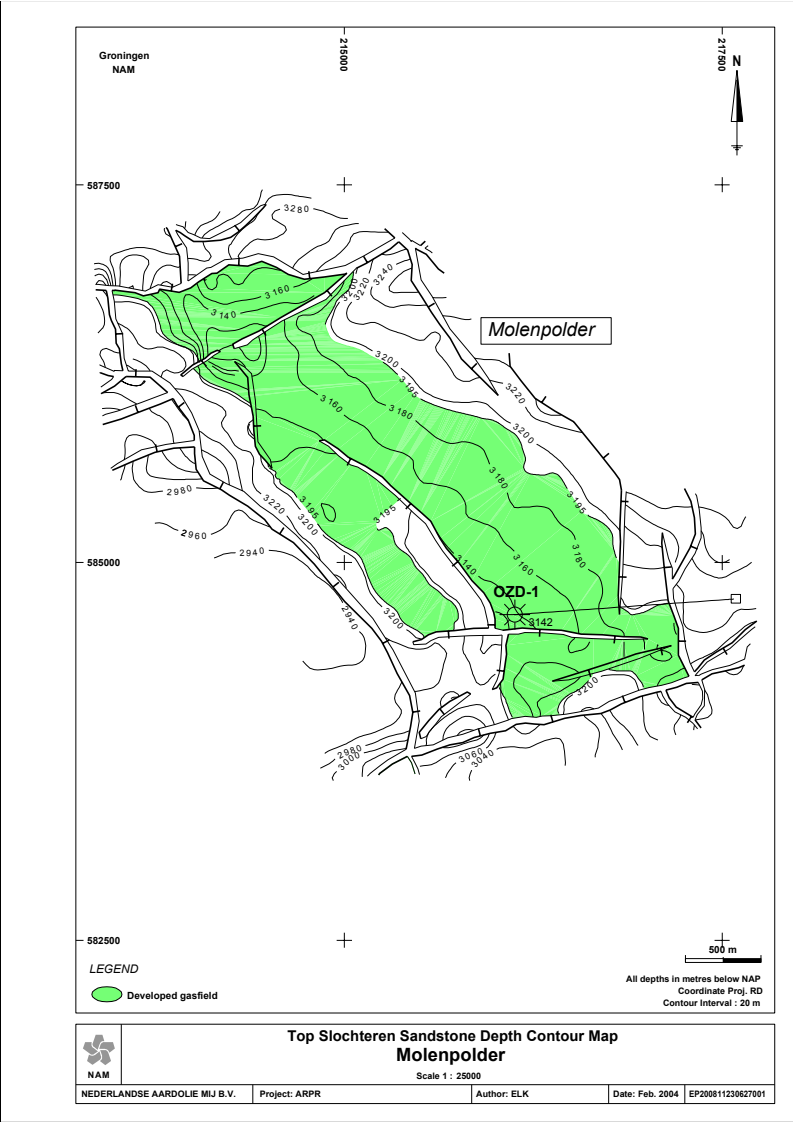 Groningen
NAM
215000
217500
N
587500
3280
3240
3220
3200
3160
3140
Molenpolder
3200
3195
3220
3160
3180
3200
3180
3195
2980
3220
3195
3200
3195
2960
2940
585000
3140
3160
3180
OZD-1
2940
3200
3142
3200
2980
3000
3060
3040
582500
500 m
LEGEND
Developed gasfield
All depths in metres below NAP
Coordinate Proj. RD
Contour Interval : 20 m
Top Slochteren Sandstone Depth Contour Map
Molenpolder
Scale 1 : 25000
NAM
NEDERLANDSE AARDOLIE MIJ B.V.
Project: ARPR
Author: ELK
Date: Feb. 2004
EP200811230627001